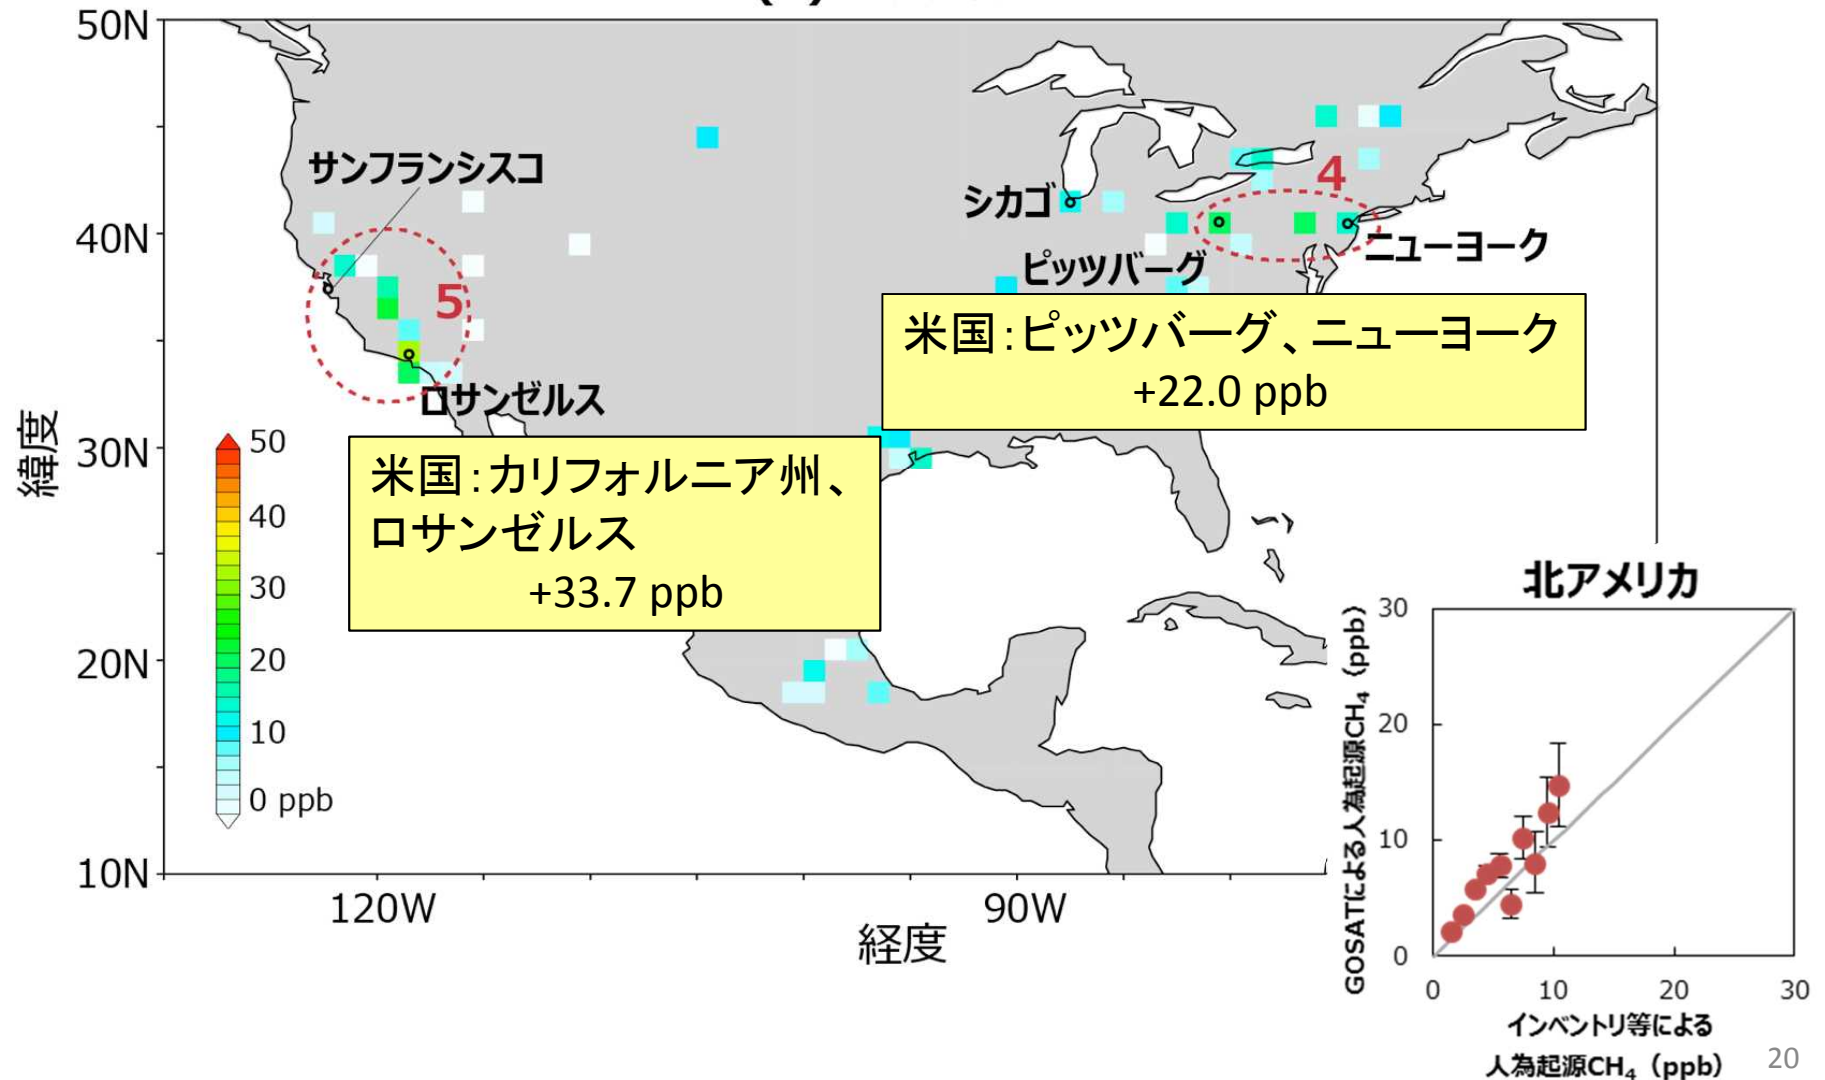 50N
40N
30N
20N
10N
緯度
120W
90W
経度
サンフランシスコ
5
ロサンゼルス
シカゴ
ピッツバーグ
4
ニューヨーク
米国：ピッツバーグ、ニューヨーク
+22.0 ppb
米国：カリフォルニア州、
ロサンゼルス
+33.7 ppb
50
40
30
20
10
0 ppb
北アメリカ
GOSATによる人為起源CH₄（ppb）
30
20
10
0
0
10
20
30
インベントリ等による
人為起源CH₄（ppb）
20